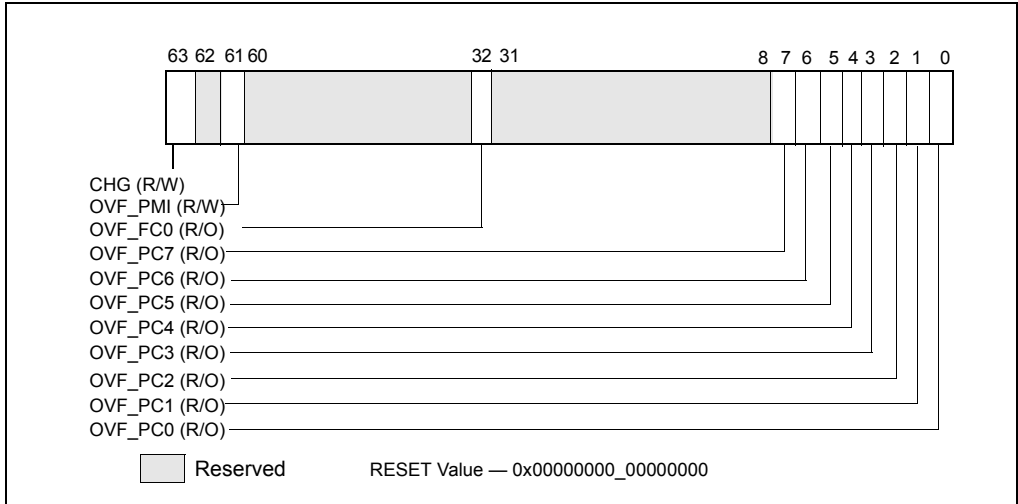 63 62 61 60 32 31 8 7 6 5 4 3 2 1 0
CHG (R/W)
OVF_PMI (R/W)
OVF_FC0 (R/O)
OVF_PC7 (R/O)
OVF_PC6 (R/O)
OVF_PC5 (R/O)
OVF_PC4 (R/O)
OVF_PC3 (R/O)
OVF_PC2 (R/O)
OVF_PC1 (R/O)
OVF_PC0 (R/O)
Reserved RESET Value — 0x00000000_00000000